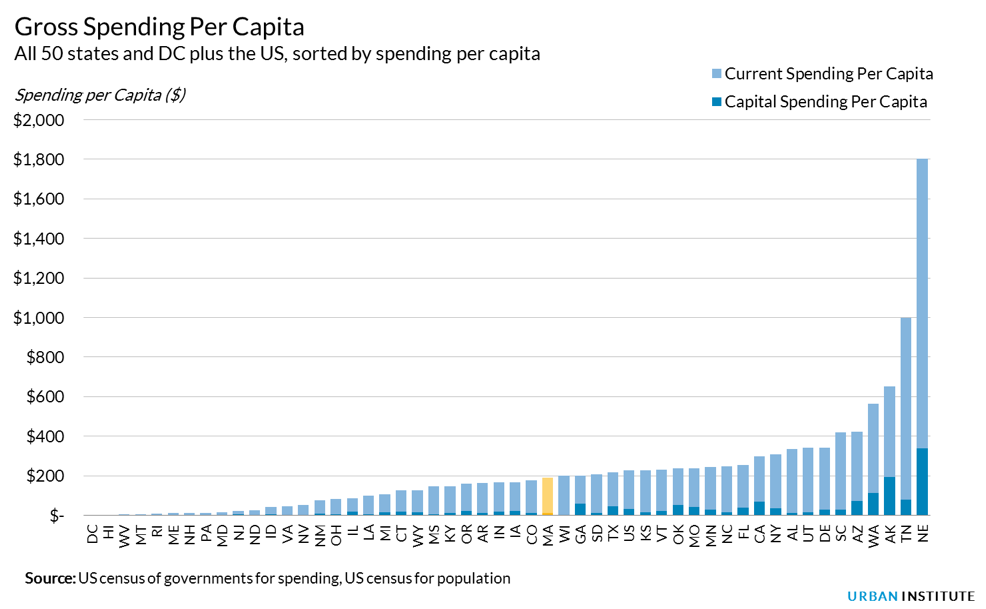 Gross Spending Per Capita
All 50 states and DC plus the US, sorted by spending per capita
Current Spending Per Capita
Spending per Capita ($)
Capital Spending Per Capita
$2,000
$1,800
$1,600
$1,400
$1,200
$1,000
$800
$600
$400
$200
$-
DC HI WV MT RI ME NH PA MD NJ ND ID VA NV NM OH IL LA MI CT WY MS KY OR AR IN IA CO MA WI GA SD TX US KS VT OK MO MN NC FL CA NY AL UT DE SC AZ WA AK TN NE
Source: US census of governments for spending, US census for population
URBAN INSTITUTE